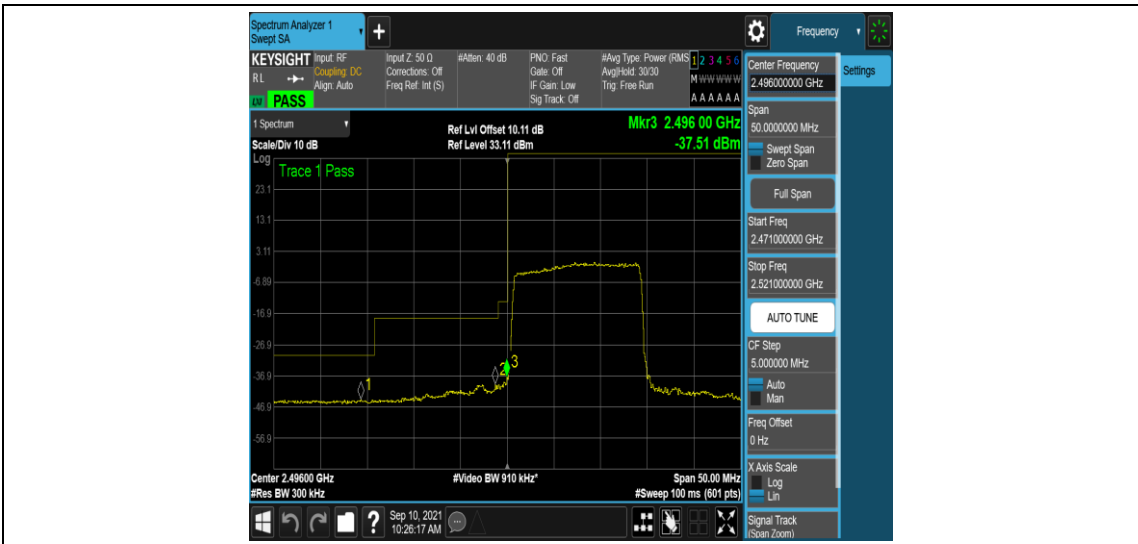 Spectrum Analyzer 1
Swept SA
+
Frequency
KEYSIGHT
RL
Input: RF
Coupling: DC
Align: Auto
Input Z: 50 Ω
Corrections: Off
Freq Ref: Int (S)
#Atten: 40 dB
PNO: Fast
Gate: Off
IF Gain: Low
Sig Track: Off
#Avg Type: Power (RMS
Avg|Hold: 30/30
Trig: Free Run
1 2 3 4 5 6
M W W W W W
A A A A A A
PASS
1 Spectrum
Scale/Div 10 dB
Ref Lvl Offset 10.11 dB
Ref Level 33.11 dBm
Mkr3 2.496 00 GHz
-37.51 dBm
Log
Trace 1 Pass
23.1
13.1
3.11
-6.89
-16.9
-26.9
-36.9
-46.9
-56.9
1
2
3
Center 2.49600 GHz
#Res BW 300 kHz
#Video BW 910 kHz*
Span 50.00 MHz
#Sweep 100 ms (601 pts)
Center Frequency
2.496000000 GHz
Settings
Span
50.0000000 MHz
Swept Span
Zero Span
Full Span
Start Freq
2.471000000 GHz
Stop Freq
2.521000000 GHz
AUTO TUNE
CF Step
5.000000 MHz
Auto
Man
Freq Offset
0 Hz
X Axis Scale
Log
Lin
Signal Track
(Span Zoom)
?
Sep 10, 2021
10:26:17 AM